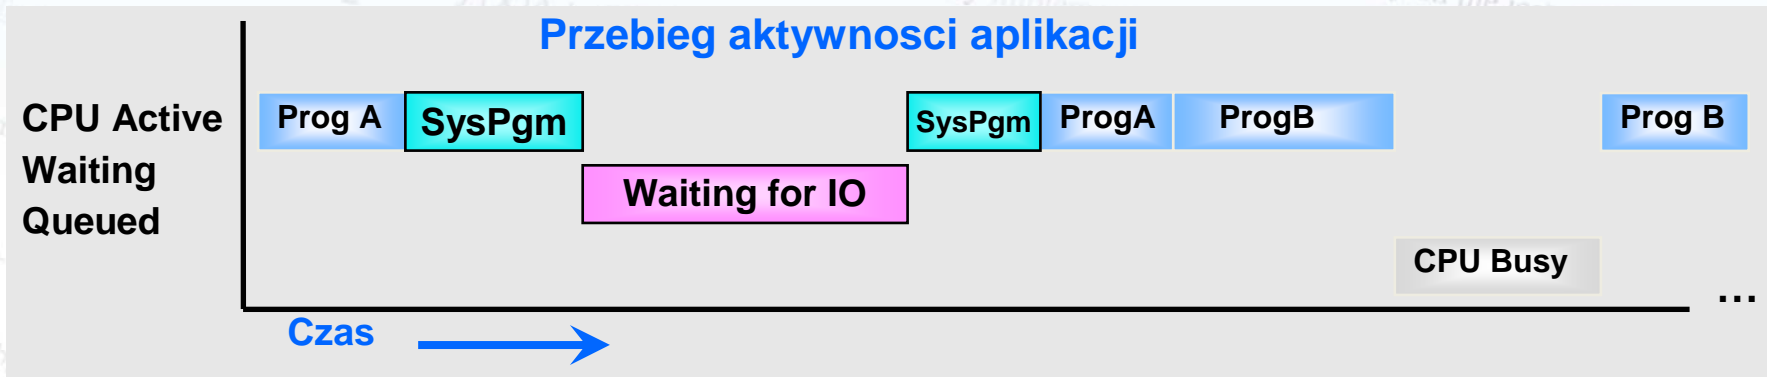 Przebieg aktywnosci aplikacji
CPU Active
Prog A
SysPgm
SysPgm
ProgA
ProgB
Prog B
Waiting
Waiting for IO
Queued
CPU Busy
...
Czas